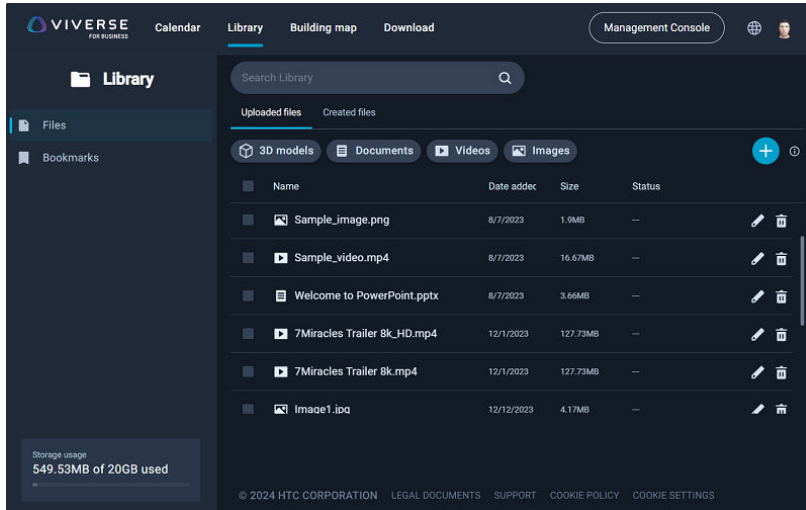 VIVERSE
FOR BUSINESS
Calendar
Library
Building map
Download
Management Console
Library
Files
Bookmarks
Storage usage
549.53MB of 20GB used
Search Library
Uploaded files
Created files
3D models
Documents
Videos
Images
Name
Date added
Size
Status
Sample_image.png 8/7/2023 1.9MB ---
Sample_video.mp4 8/7/2023 16.67MB ---
Welcome to PowerPoint.pptx 8/7/2023 3.66MB ---
7Miracles Trailer 8k_HD.mp4 12/1/2023 127.73MB ---
7Miracles Trailer 8k.mp4 12/1/2023 127.73MB ---
Image1.jpg 12/12/2023 4.17MB ---
© 2024 HTC CORPORATION LEGAL DOCUMENTS SUPPORT COOKIE POLICY COOKIE SETTINGS